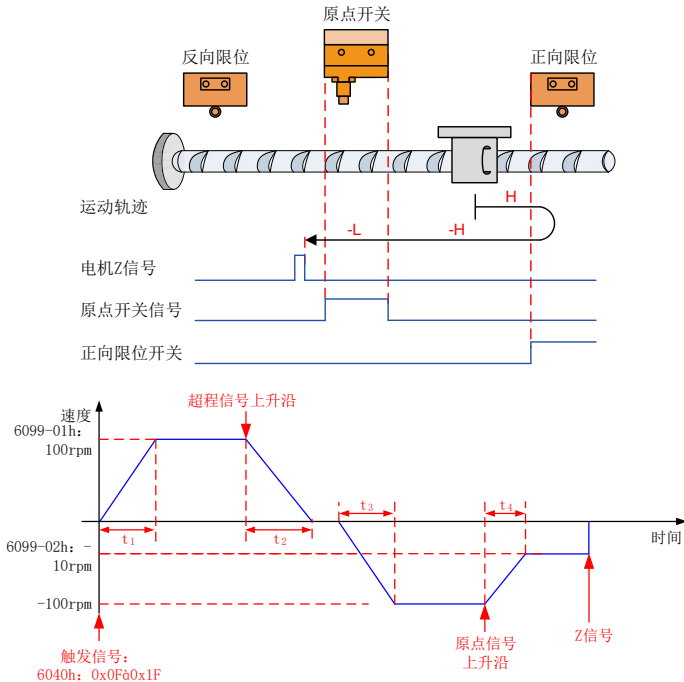 原点开关
反向限位
正向限位
运动轨迹
H
-L
-H
电机Z信号
原点开关信号
正向限位开关
超程信号上升沿
速度
6099-01h:
100rpm
t1
t2
t3
t4
时间
6099-02h: -
10rpm
-100rpm
原点信号
上升沿
Z信号
触发信号:
6040h: 0x0Fà0x1F